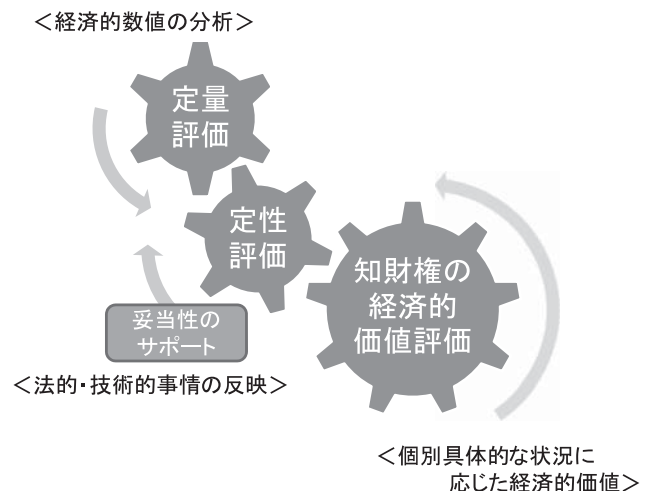 ＜経済的数値の分析＞
定量
評価
定性
評価
知財権の
経済的
価値評価
妥当性の
サポート
＜法的・技術的事情の反映＞
＜個別具体的な状況に
応じた経済的価値＞